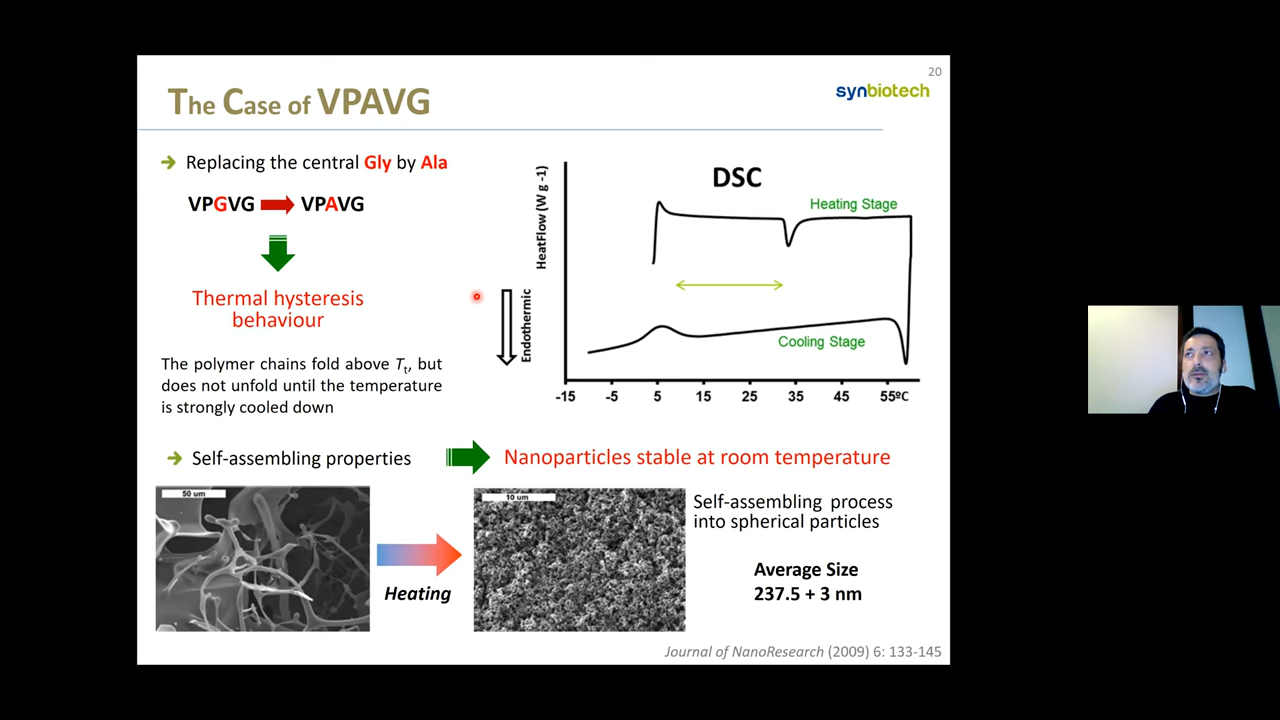 20
synbiotech
The Case of VPAVG
Replacing the central Gly by Ala
VPGVG VPAVG
Thermal hysteresis
behaviour
The polymer chains fold above Tt, but
does not unfold until the temperature
is strongly cooled down
DSC
HeatFlow (W g -1)
Endothermic
Heating Stage
Cooling Stage
-15 -5 5 15 25 35 45 55ºC
Self-assembling properties
Nanoparticles stable at room temperature
50 um
Heating
10 um
Self-assembling process
into spherical particles
Average Size
237.5 + 3 nm
Journal of NanoResearch (2009) 6: 133-145